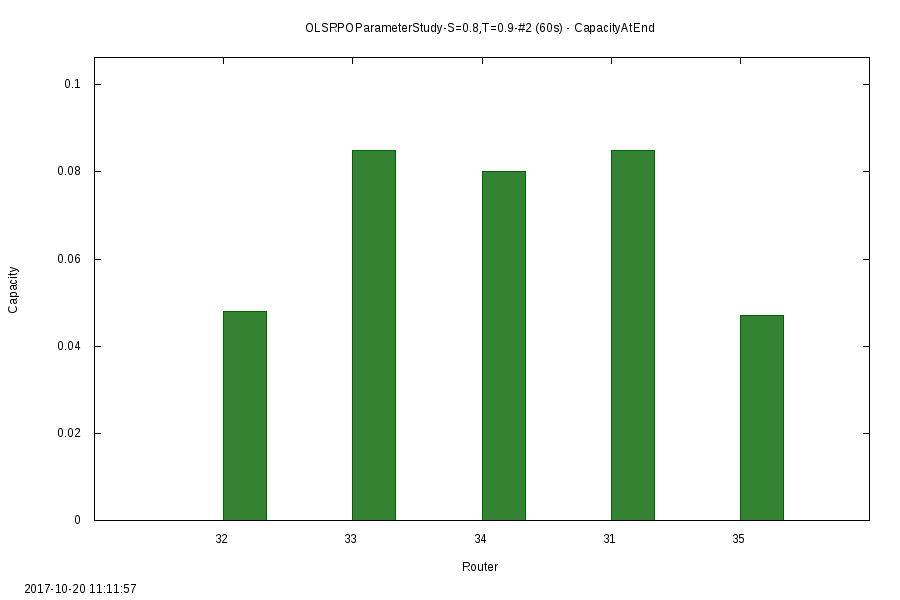 OLSRPOParameterStudy-S=0.8,T=0.9-#2 (60s) - CapacityAtEnd
0.1
0.08
0.06
0.04
0.02
0
Capacity
32 33 34 31 35
Router
2017-10-20 11:11:57